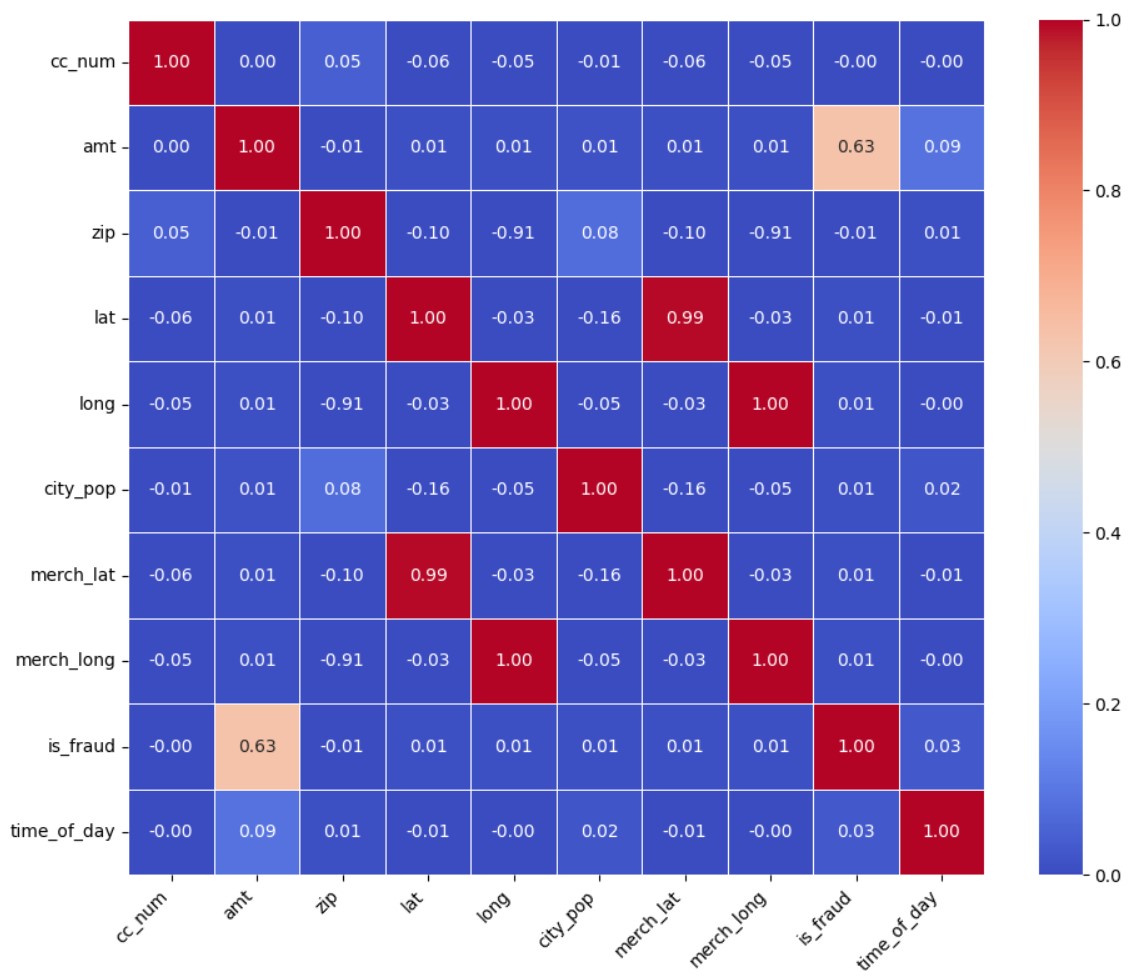 cc_num 1.00 0.00 0.05 -0.06 -0.05 -0.01 -0.06 -0.05 -0.00 -0.00
amt 0.00 1.00 -0.01 0.01 0.01 0.01 0.01 0.01 0.63 0.09
zip 0.05 -0.01 1.00 -0.10 -0.91 0.08 -0.10 -0.91 -0.01 0.01
lat -0.06 0.01 -0.10 1.00 -0.03 -0.16 0.99 -0.03 0.01 -0.01
long -0.05 0.01 -0.91 -0.03 1.00 -0.05 -0.03 1.00 0.01 -0.00
city_pop -0.01 0.01 0.08 -0.16 -0.05 1.00 -0.16 -0.05 0.01 0.02
merch_lat -0.06 0.01 -0.10 0.99 -0.03 -0.16 1.00 -0.03 0.01 -0.01
merch_long -0.05 0.01 -0.91 -0.03 1.00 -0.05 -0.03 1.00 0.01 -0.00
is_fraud -0.00 0.63 -0.01 0.01 0.01 0.01 0.01 0.01 1.00 0.03
time_of_day -0.00 0.09 0.01 -0.01 -0.00 0.02 -0.01 -0.00 0.03 1.00
cc_num amt zip lat long city_pop merch_lat merch_long is_fraud time_of_day
1.0
0.8
0.6
0.4
0.2
0.0